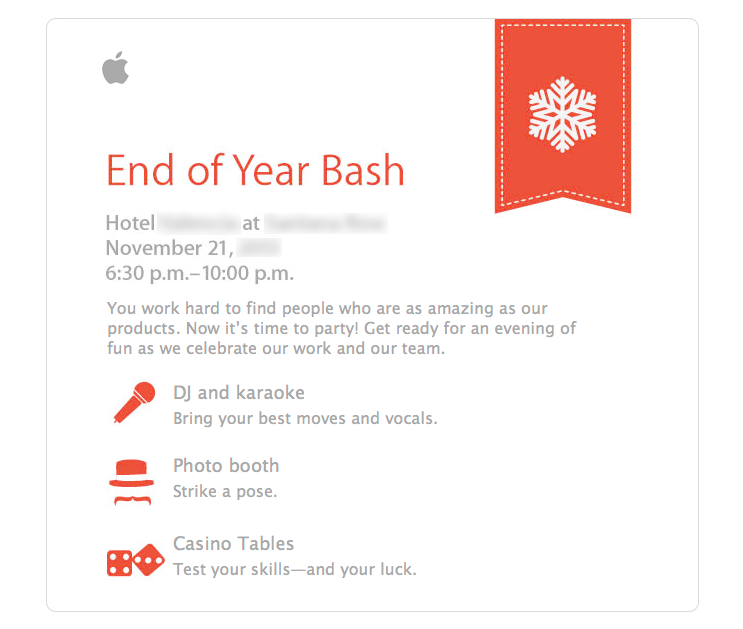 End of Year Bash
Hotel at
November 21,
6:30 p.m.–10:00 p.m.
You work hard to find people who are as amazing as our
products. Now it's time to party! Get ready for an evening of
fun as we celebrate our work and our team.
DJ and karaoke
Bring your best moves and vocals.
Photo booth
Strike a pose.
Casino Tables
Test your skills—and your luck.